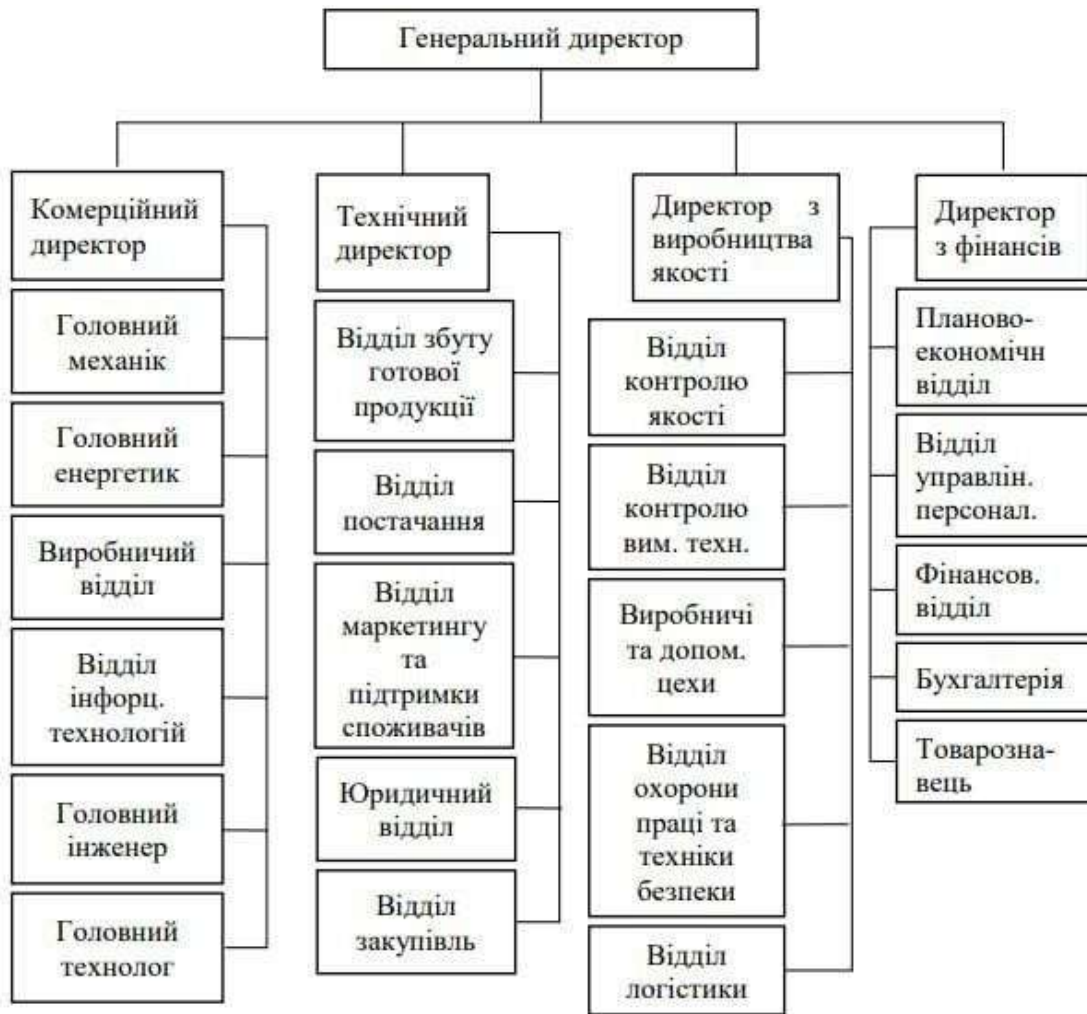 Генеральний директор
Комерційний
директор
Головний
механік
Головний
енергетик
Виробничий
відділ
Відділ
інфорц.
технологій
Головний
інженер
Головний
технолог
Технічний
директор
Відділ збуту
готової
продукції
Відділ
постачання
Відділ
маркетингу
та
підтримки
споживачів
Юридичний
відділ
Відділ
закупівль
Директор з
виробництва
якості
Відділ
контролю
якості
Відділ
контролю
вим. техн.
Виробничі
та допом.
цехи
Відділ
охорони
праці та
техніки
безпеки
Відділ
логістики
Директор
з фінансів
Планово-
економічн
відділ
Відділ
управлін.
персонал.
Фінансов.
відділ
Бухгалтерія
Товарозна-
вець